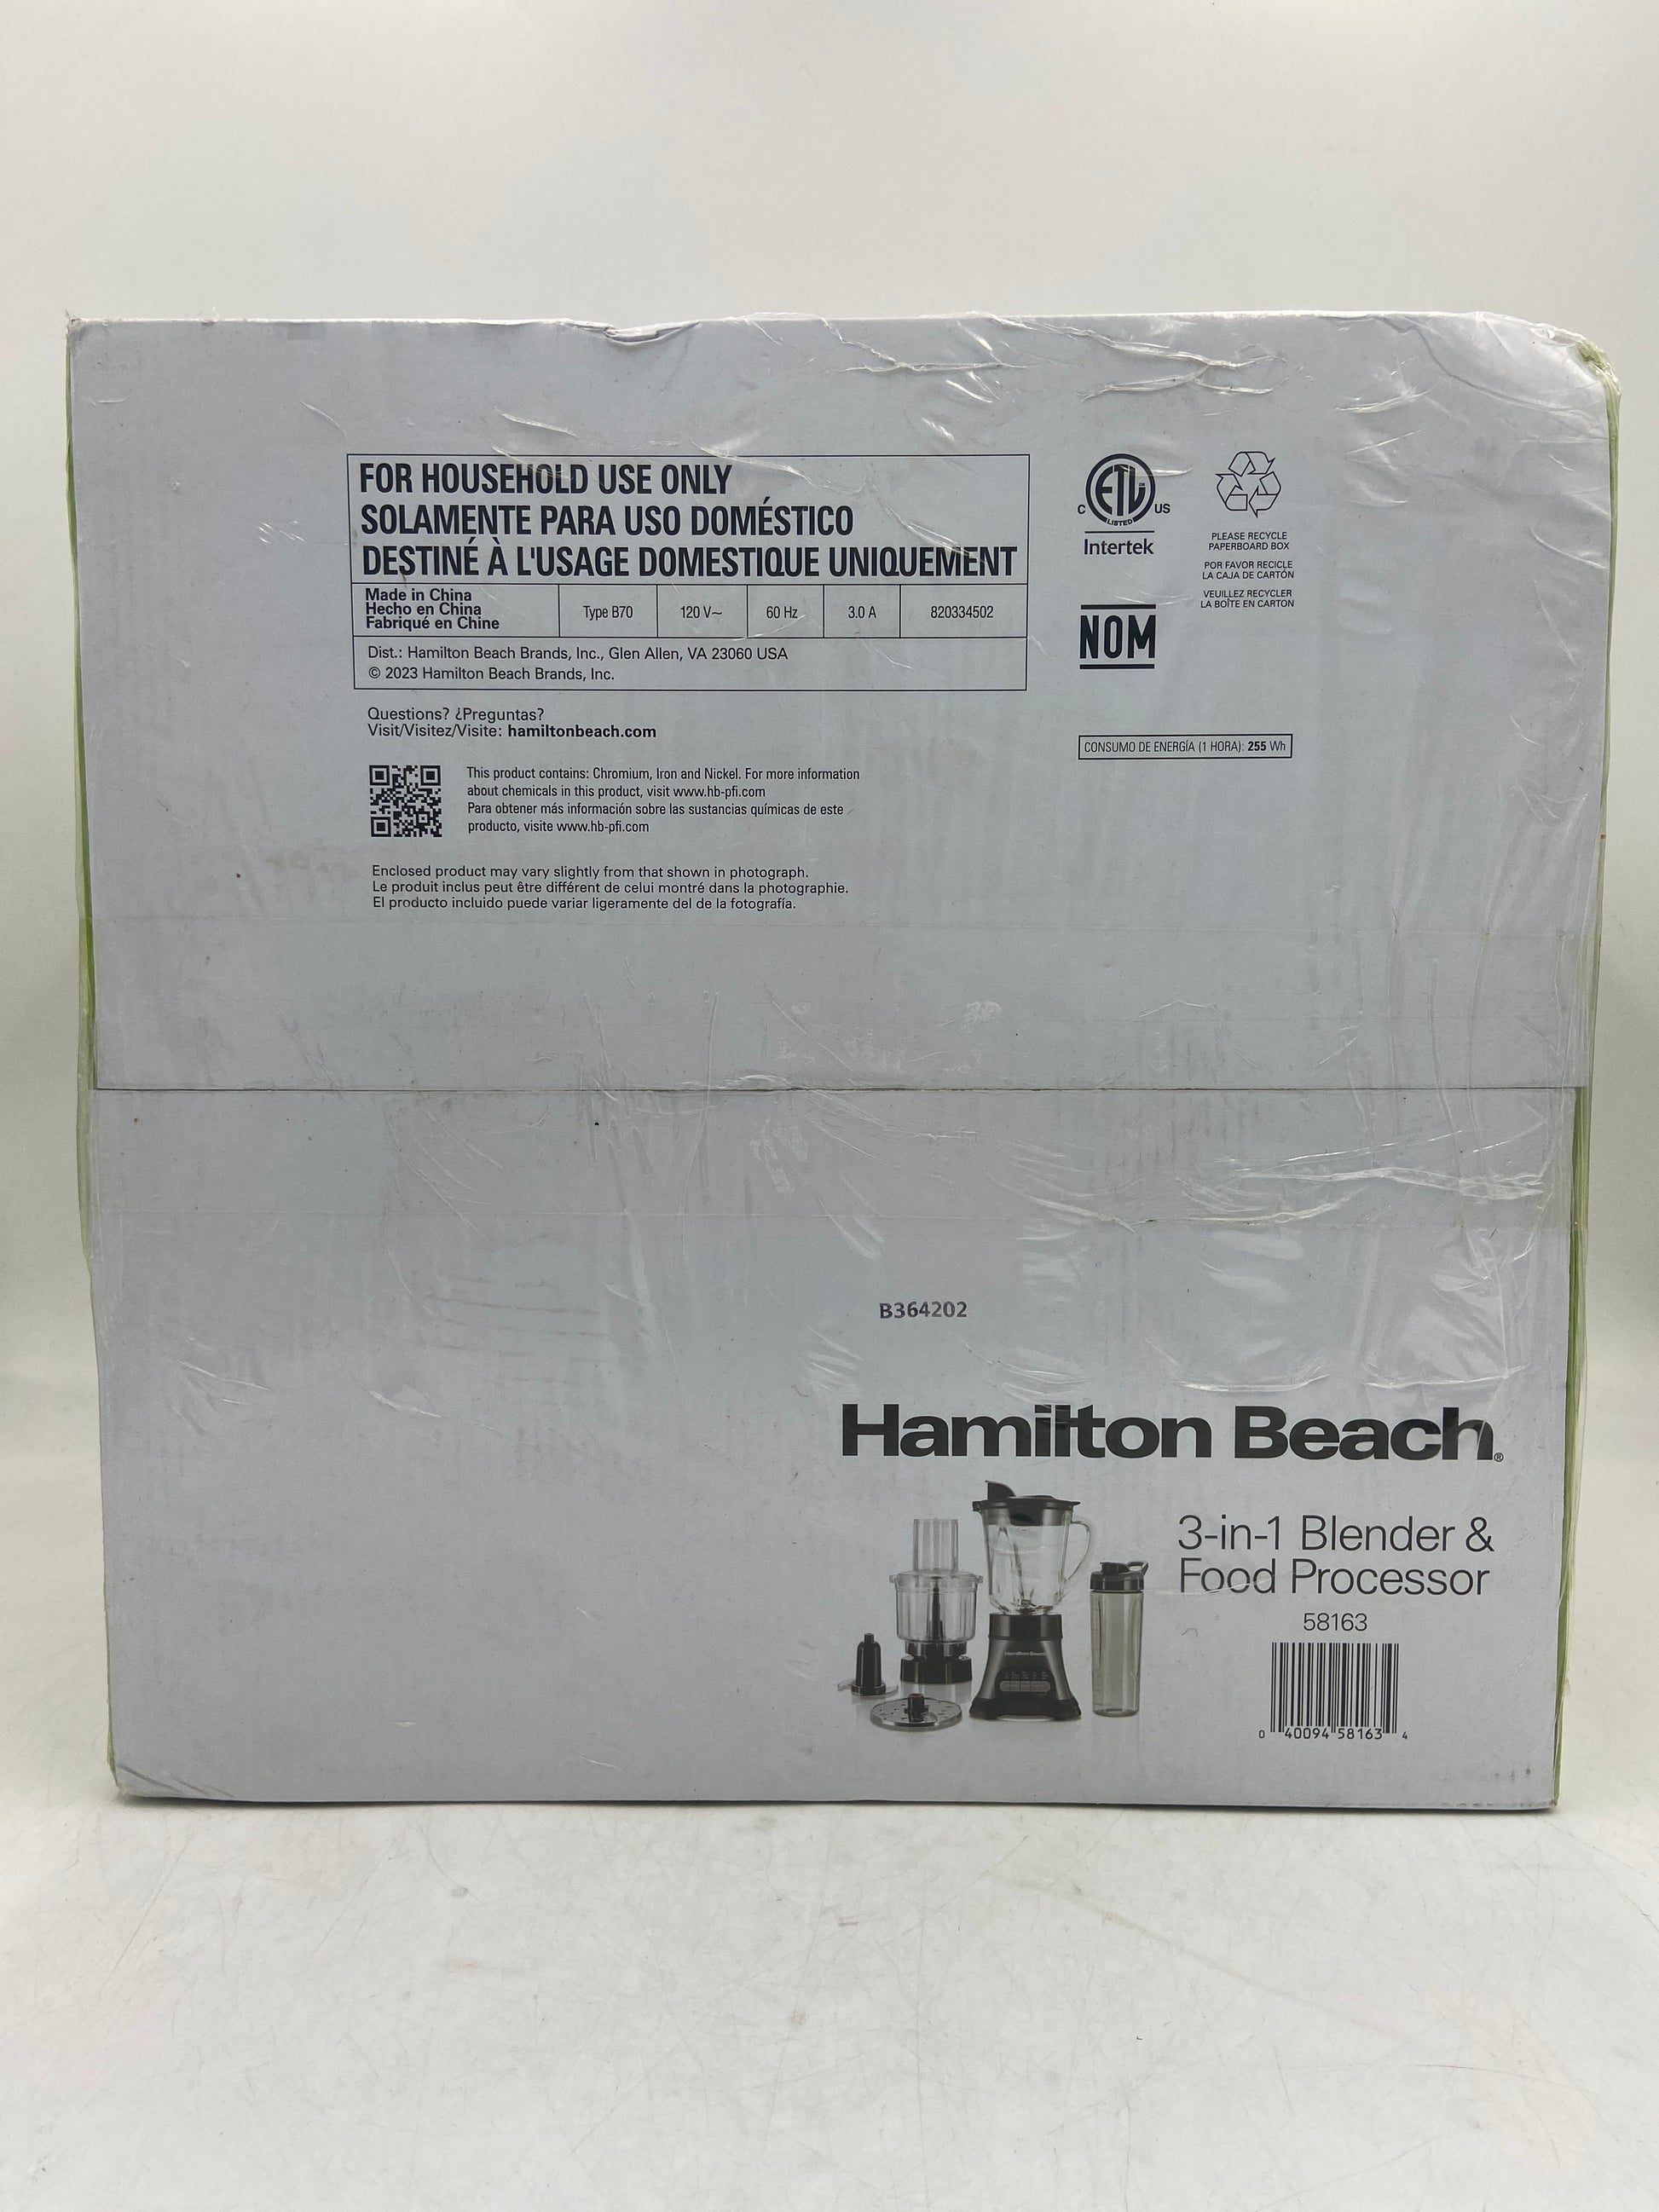 FOR HOUSEHOLD USE ONLY
SOLAMENTE PARA USO DOMÉSTICO
DESTINÉ À L'USAGE DOMESTIQUE UNIQUEMENT
Made in China
Hecho en China
Fabriqué en Chine
Type B70
120 V~
60 Hz
3.0 A
820334502
Dist.: Hamilton Beach Brands, Inc., Glen Allen, VA 23060 USA
© 2023 Hamilton Beach Brands, Inc.
C ETL US
LISTED
Intertek
PLEASE RECYCLE
PAPERBOARD BOX
POR FAVOR RECICLE
LA CAJA DE CARTÓN
VEUILLEZ RECYCLER
LA BOÎTE EN CARTON
NOM
Questions? ¿Preguntas?
Visit/Visitez/Visite: hamiltonbeach.com
CONSUMO DE ENERGÍA (1 HORA): 255 Wh
This product contains: Chromium, Iron and Nickel. For more information
about chemicals in this product, visit www.hb-pfi.com
Para obtener más información sobre las sustancias químicas de este
producto, visite www.hb-pfi.com
Enclosed product may vary slightly from that shown in photograph.
Le produit inclus peut être différent de celui montré dans la photographie.
El producto incluido puede variar ligeramente del de la fotografía.
B364202
Hamilton Beach®
3-in-1 Blender &
Food Processor
58163
Hamilton Beach
0 40094 58163 4